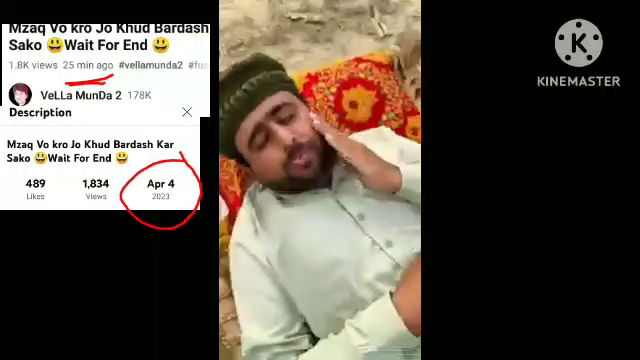 Mzaq Vo kro Jo Khud Bardash
Sako 😃Wait For End 😃
1.8K views 25 min ago #vellamunda2
VeLLa MunDa 2 178K
Description
Mzaq Vo kro Jo Khud Bardash Kar
Sako 😃Wait For End 😃
489 1,834 Apr 4
Likes Views 2023
KINEMASTER